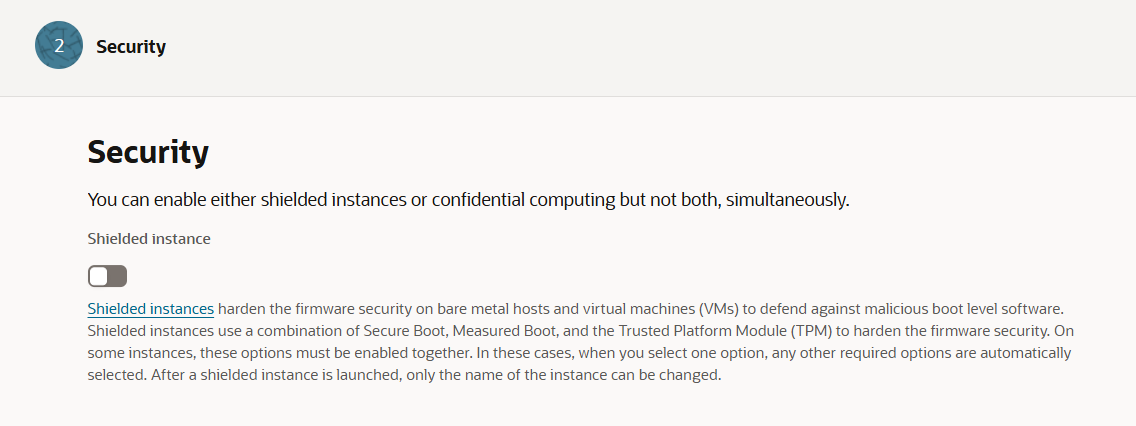 2
Security
Security
You can enable either shielded instances or confidential computing but not both, simultaneously.
Shielded instance
Shielded instances harden the firmware security on bare metal hosts and virtual machines (VMs) to defend against malicious boot level software.
Shielded instances use a combination of Secure Boot, Measured Boot, and the Trusted Platform Module (TPM) to harden the firmware security. On
some instances, these options must be enabled together. In these cases, when you select one option, any other required options are automatically
selected. After a shielded instance is launched, only the name of the instance can be changed.